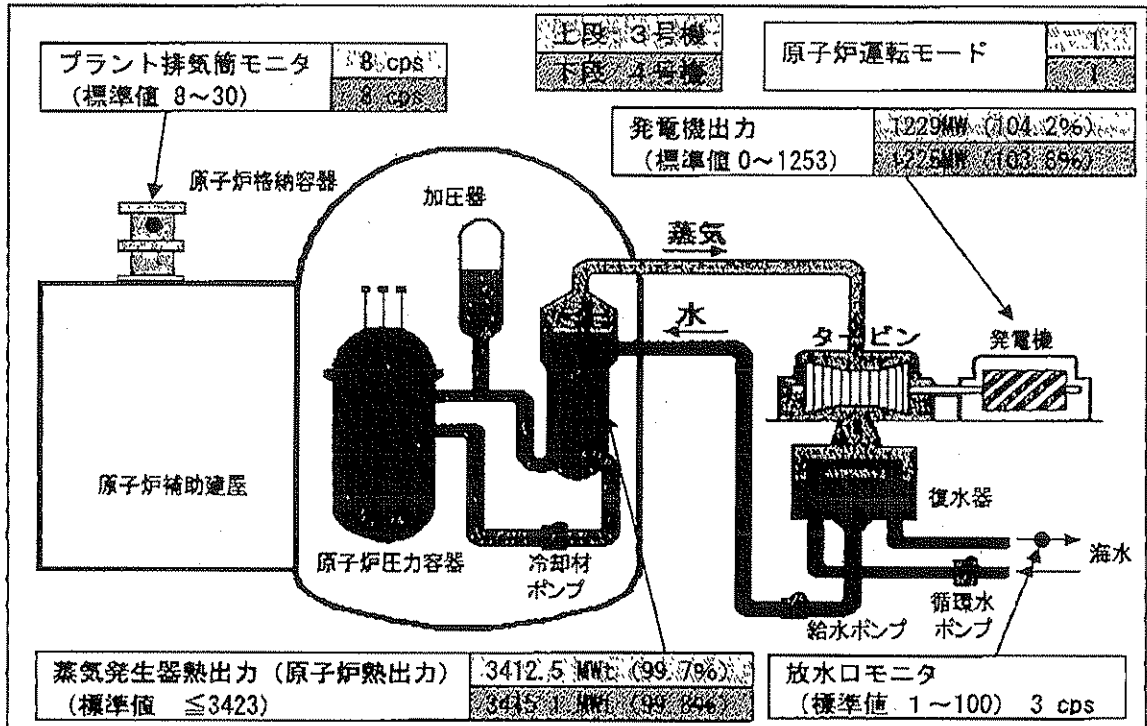 プラント排気筒モニタ
(標準値 8～30)
8 cps
8 cps
上段 3号機
下段 4号機
原子炉運転モード
1
1
発電機出力
(標準値 0～1253)
1229MW (104.2%)
原子炉格納容器
加圧器
蒸気
水
タービン
発電機
原子炉補助建屋
復水器
原子炉圧力容器
冷却材
ポンプ
海水
循環水
ポンプ
給水ポンプ
蒸気発生器熱出力 (原子炉熱出力)
(標準値 ≦3423)
3412.5 MWt (99.7%)
放水口モニタ
(標準値 1～100) 3 cps